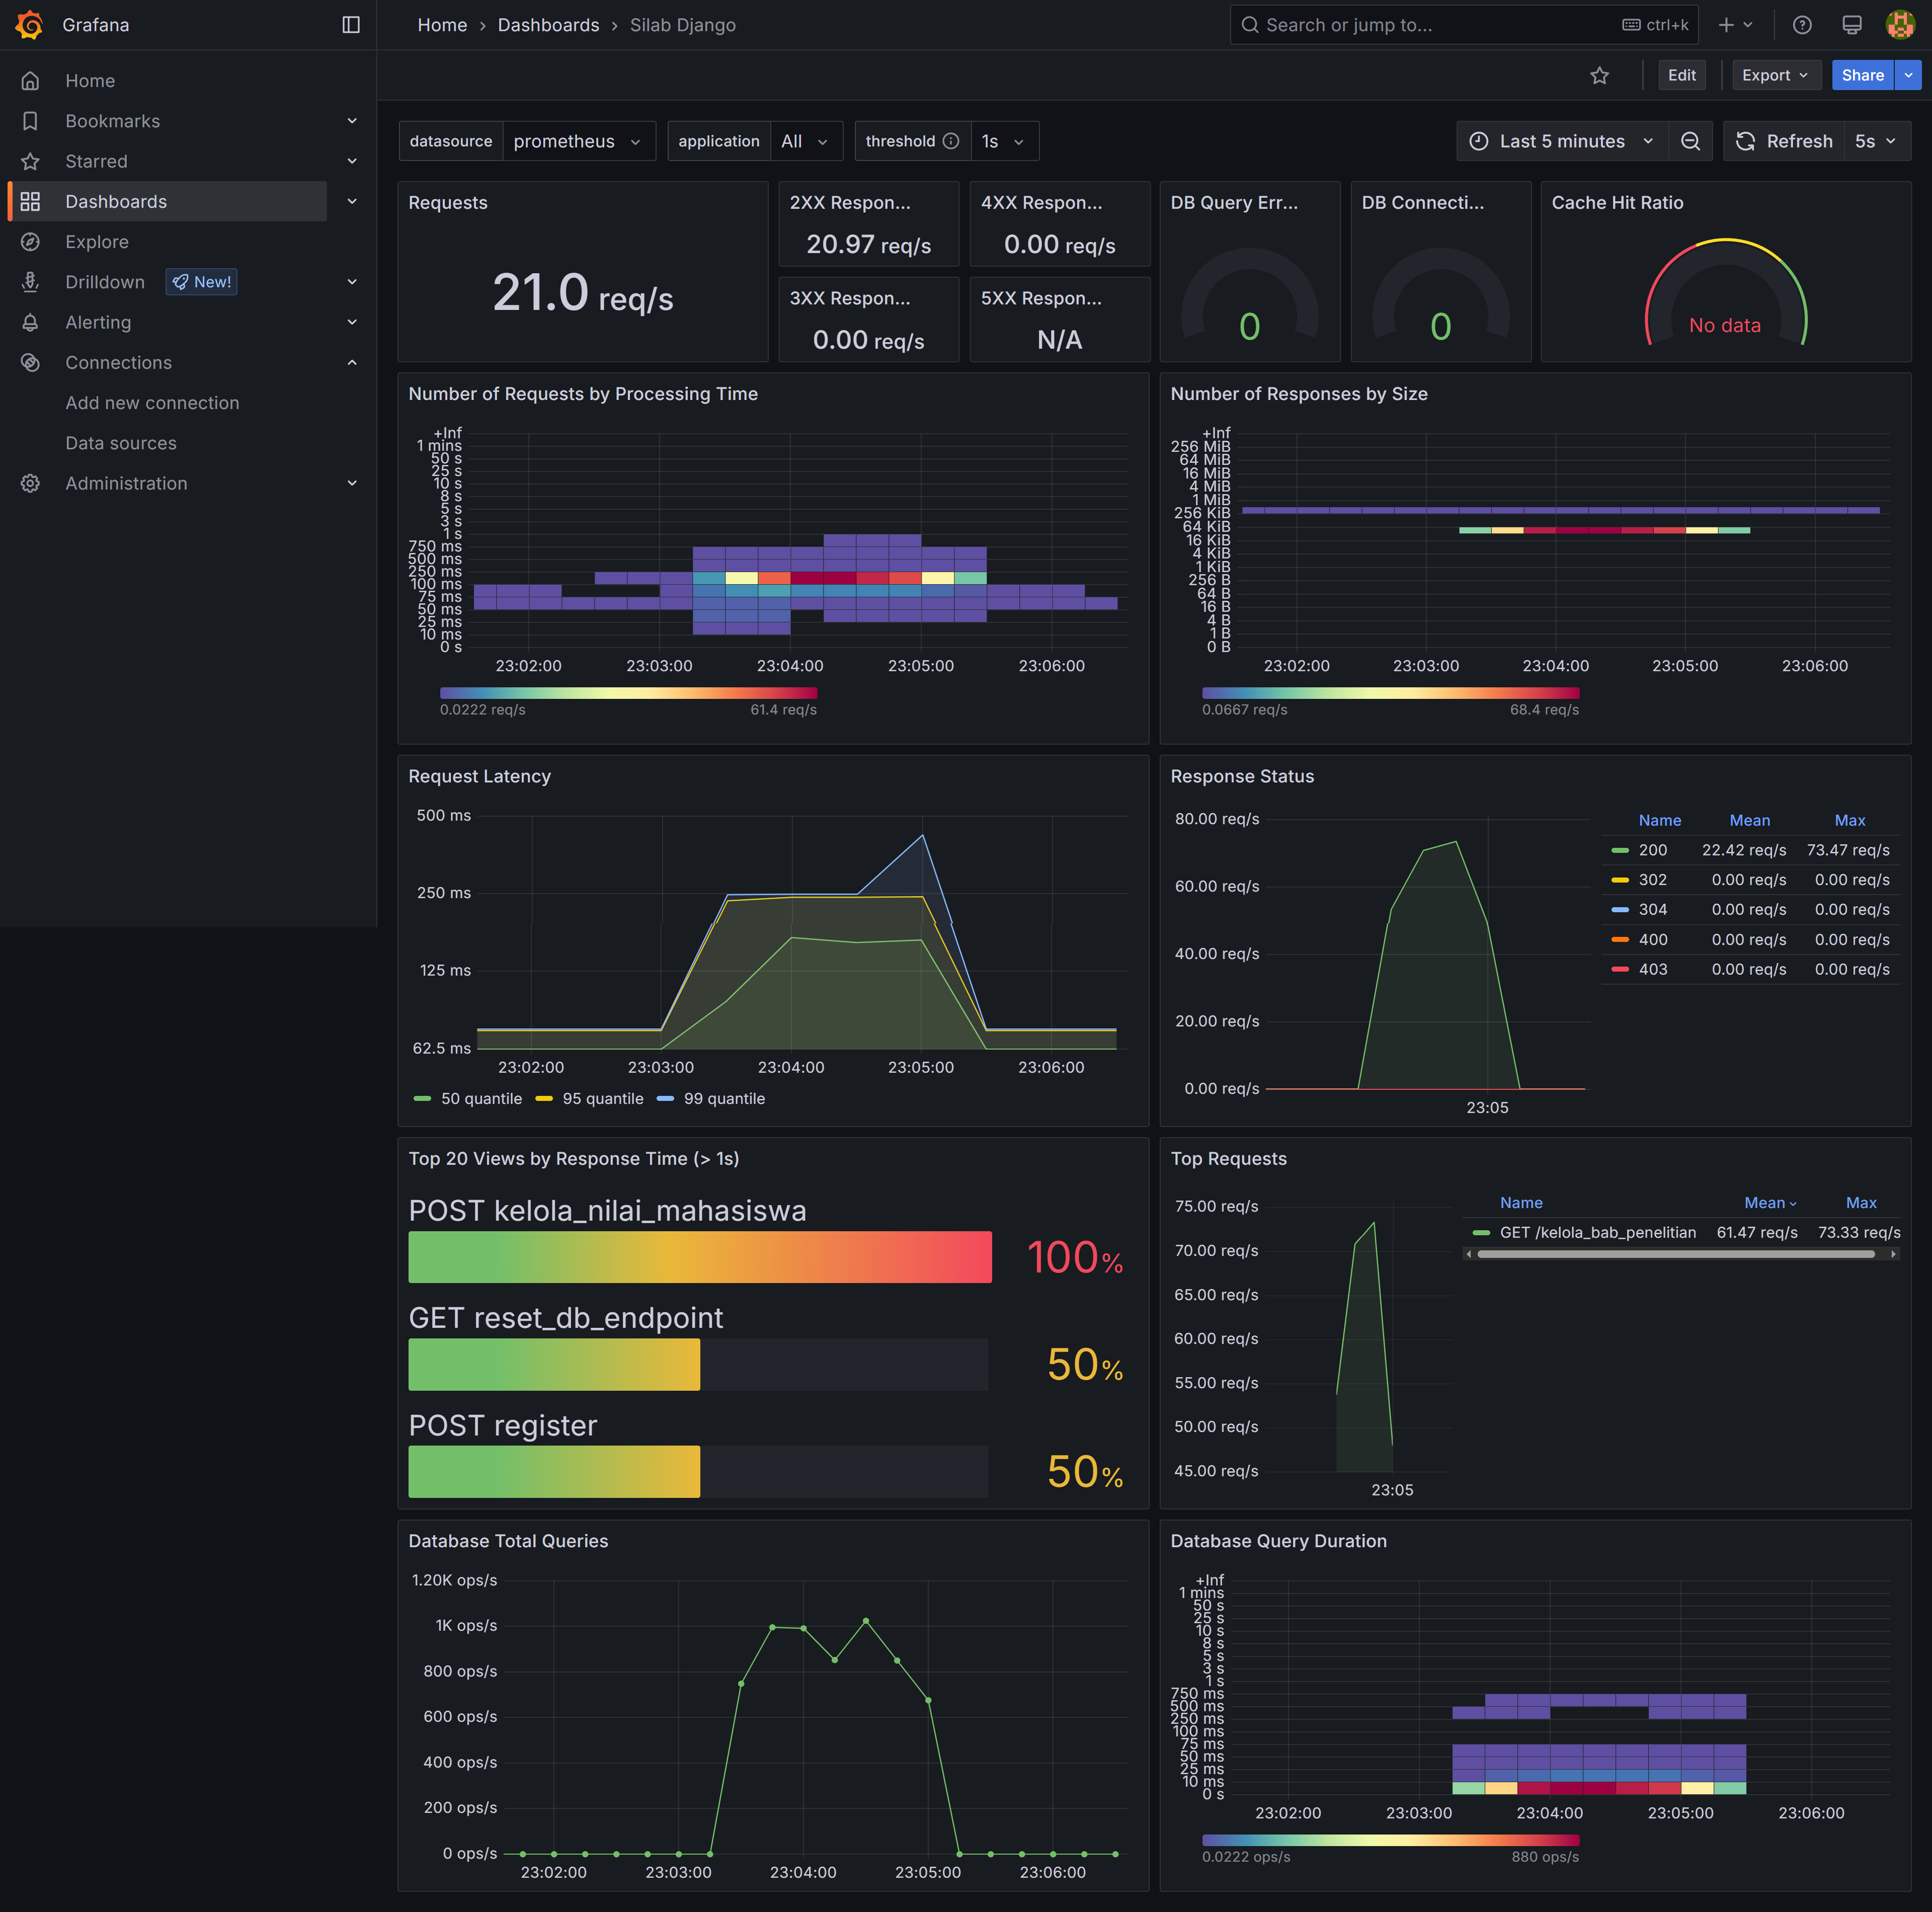 Grafana
Home › Dashboards › Silab Django
Search or jump to...
ctrl+k
Home
Bookmarks
Starred
Dashboards
Explore
Drilldown
New!
Alerting
Connections
Add new connection
Data sources
Administration
Edit
Export
Share
datasource
prometheus
application
All
threshold
1s
Last 5 minutes
Refresh
5s
Requests
21.0 req/s
2XX Respon...
20.97 req/s
4XX Respon...
0.00 req/s
3XX Respon...
0.00 req/s
5XX Respon...
N/A
DB Query Err...
0
DB Connecti...
0
Cache Hit Ratio
No data
Number of Requests by Processing Time
+Inf
1 mins
50 s
25 s
10 s
8 s
5 s
3 s
1 s
750 ms
500 ms
250 ms
100 ms
75 ms
50 ms
25 ms
10 ms
0 s
23:02:00 23:03:00 23:04:00 23:05:00 23:06:00
0.0222 req/s 61.4 req/s
Number of Responses by Size
+Inf
256 MiB
64 MiB
16 MiB
4 MiB
1 MiB
256 KiB
64 KiB
16 KiB
4 KiB
1 KiB
256 B
64 B
16 B
4 B
1 B
0 B
23:02:00 23:03:00 23:04:00 23:05:00 23:06:00
0.0667 req/s 68.4 req/s
Request Latency
500 ms
250 ms
125 ms
62.5 ms
23:02:00 23:03:00 23:04:00 23:05:00 23:06:00
50 quantile 95 quantile 99 quantile
Response Status
80.00 req/s
60.00 req/s
40.00 req/s
20.00 req/s
0.00 req/s
23:05
Name Mean Max
200 22.42 req/s 73.47 req/s
302 0.00 req/s 0.00 req/s
304 0.00 req/s 0.00 req/s
400 0.00 req/s 0.00 req/s
403 0.00 req/s 0.00 req/s
Top 20 Views by Response Time (> 1s)
POST kelola_nilai_mahasiswa
100%
GET reset_db_endpoint
50%
POST register
50%
Top Requests
75.00 req/s
70.00 req/s
65.00 req/s
60.00 req/s
55.00 req/s
50.00 req/s
45.00 req/s
23:05
Name Mean Max
GET /kelola_bab_penelitian 61.47 req/s 73.33 req/s
Database Total Queries
1.20K ops/s
1K ops/s
800 ops/s
600 ops/s
400 ops/s
200 ops/s
0 ops/s
23:02:00 23:03:00 23:04:00 23:05:00 23:06:00
Database Query Duration
+Inf
1 mins
50 s
25 s
10 s
8 s
5 s
3 s
1 s
750 ms
500 ms
250 ms
100 ms
75 ms
50 ms
25 ms
10 ms
0 s
23:02:00 23:03:00 23:04:00 23:05:00 23:06:00
0.0222 ops/s 880 ops/s